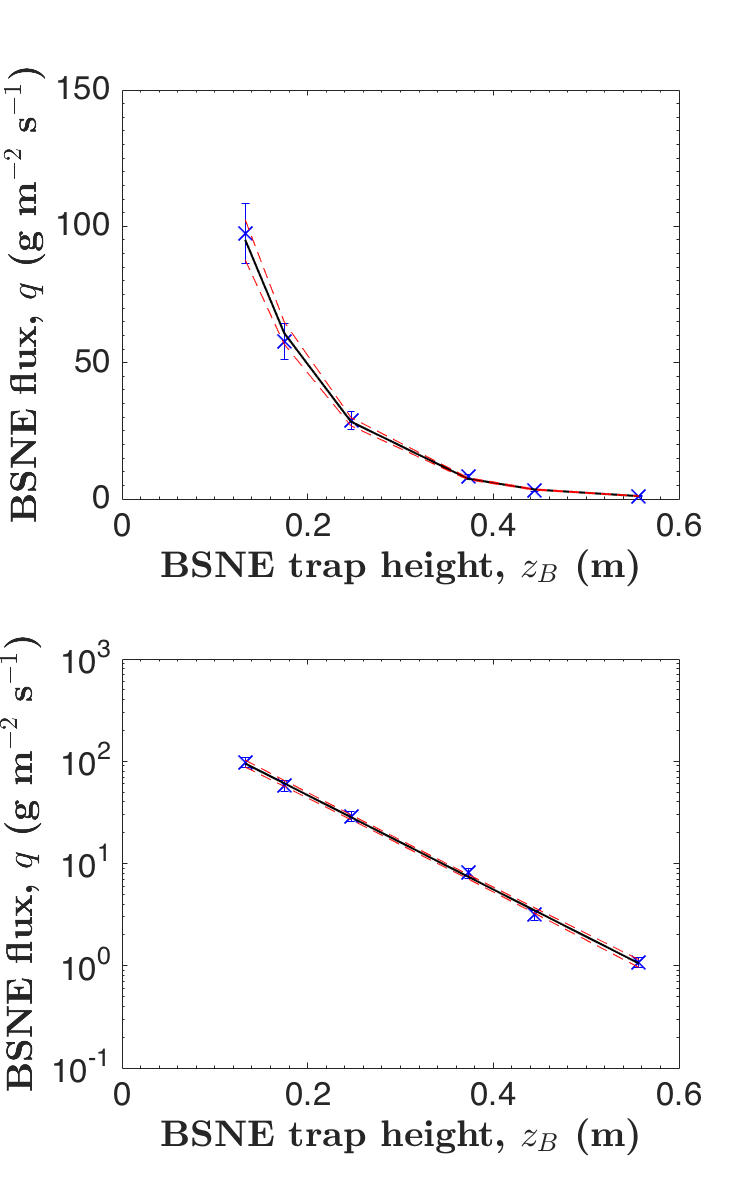 BSNE flux, q (g m⁻² s⁻¹)
150
100
50
0
0 0.2 0.4 0.6
BSNE trap height, z_B (m)
BSNE flux, q (g m⁻² s⁻¹)
10³
10²
10¹
10⁰
10⁻¹
0 0.2 0.4 0.6
BSNE trap height, z_B (m)